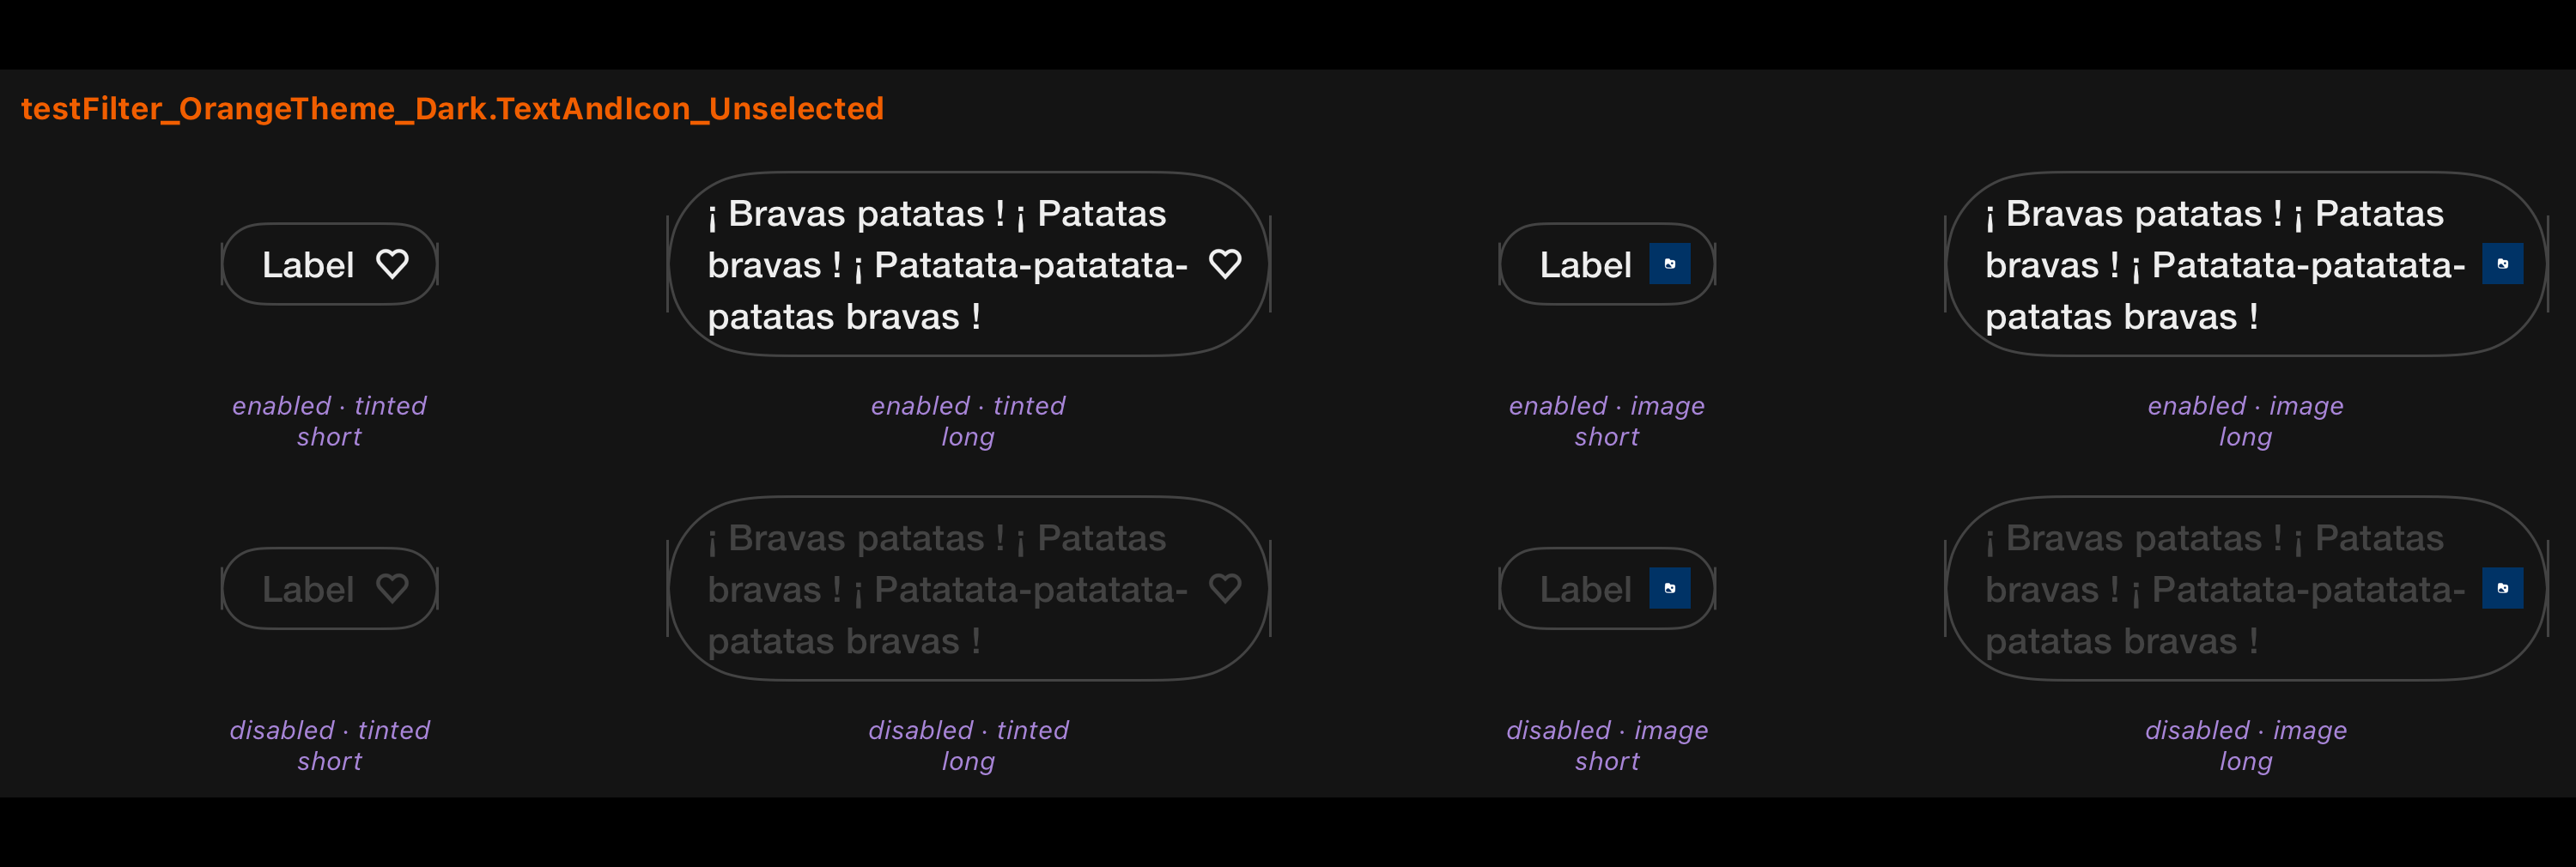 testFilter_OrangeTheme_Dark.TextAndIcon_Unselected
Label
¡ Bravas patatas ! ¡ Patatas
bravas ! ¡ Patatata-patatata-
patatas bravas !
Label
¡ Bravas patatas ! ¡ Patatas
bravas ! ¡ Patatata-patatata-
patatas bravas !
enabled · tinted
short
enabled · tinted
long
enabled · image
short
enabled · image
long
Label
¡ Bravas patatas ! ¡ Patatas
bravas ! ¡ Patatata-patatata-
patatas bravas !
Label
¡ Bravas patatas ! ¡ Patatas
bravas ! ¡ Patatata-patatata-
patatas bravas !
disabled · tinted
short
disabled · tinted
long
disabled · image
short
disabled · image
long